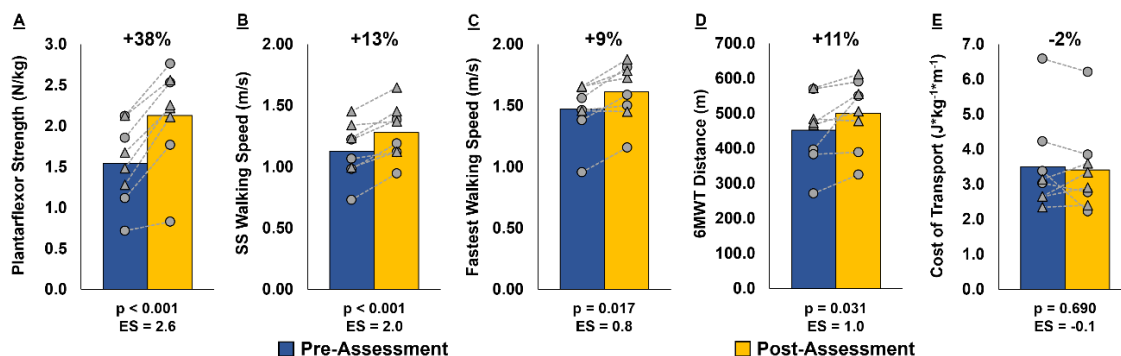 A
+38%
Plantarflexor Strength (N/kg)
3.0
2.5
2.0
1.5
1.0
0.5
0.0
p < 0.001
ES = 2.6
B
+13%
SS Walking Speed (m/s)
2.00
1.50
1.00
0.50
0.00
p < 0.001
ES = 2.0
C
+9%
Fastest Walking Speed (m/s)
2.00
1.50
1.00
0.50
0.00
p = 0.017
ES = 0.8
D
+11%
6MWT Distance (m)
700.0
600.0
500.0
400.0
300.0
200.0
100.0
0.0
p = 0.031
ES = 1.0
E
-2%
Cost of Transport (J*kg⁻¹*m⁻¹)
7.0
6.0
5.0
4.0
3.0
2.0
1.0
0.0
p = 0.690
ES = -0.1
Pre-Assessment
Post-Assessment